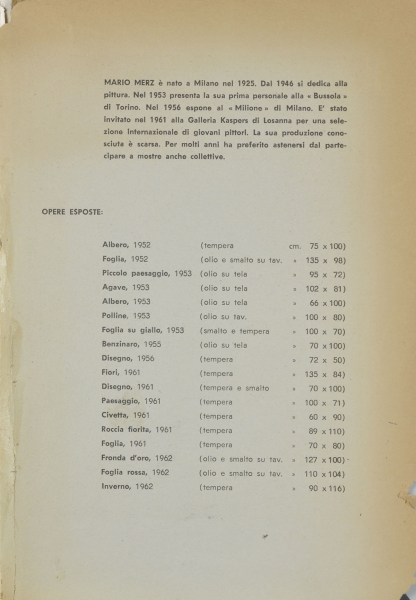 MARIO MERZ è nato a Milano nel 1925. Dal 1946 si dedica alla
pittura. Nel 1953 presenta la sua prima personale alla « Bussola »
di Torino. Nel 1956 espone al « Milione » di Milano. E' stato
invitato nel 1961 alla Galleria Kaspers di Losanna per una sele-
zione internazionale di giovani pittori. La sua produzione cono-
sciuta è scarsa. Per molti anni ha preferito astenersi dal parte-
cipare a mostre anche collettive.
OPERE ESPOSTE:
Albero, 1952 (tempera cm. 75 x 100)
Foglia, 1952 (olio e smalto su tav. » 135 x 98)
Piccolo paesaggio, 1953 (olio su tela » 95 x 72)
Agave, 1953 (olio su tela » 102 x 81)
Albero, 1953 (olio su tela » 66 x 100)
Polline, 1953 (olio su tav. » 100 x 80)
Foglia su giallo, 1953 (smalto e tempera » 100 x 70)
Benzinaro, 1955 (olio su tela » 70 x 100)
Disegno, 1956 (tempera » 72 x 50)
Fiori, 1961 (tempera » 135 x 84)
Disegno, 1961 (tempera e smalto » 70 x 100)
Paesaggio, 1961 (tempera » 100 x 71)
Civetta, 1961 (tempera » 60 x 90)
Roccia fiorita, 1961 (tempera » 89 x 110)
Foglia, 1961 (tempera » 70 x 80)
Fronda d'oro, 1962 (olio e smalto su tav. » 127 x 100)
Foglia rossa, 1962 (olio e smalto su tav. » 110 x 104)
Inverno, 1962 (tempera » 90 x 116)